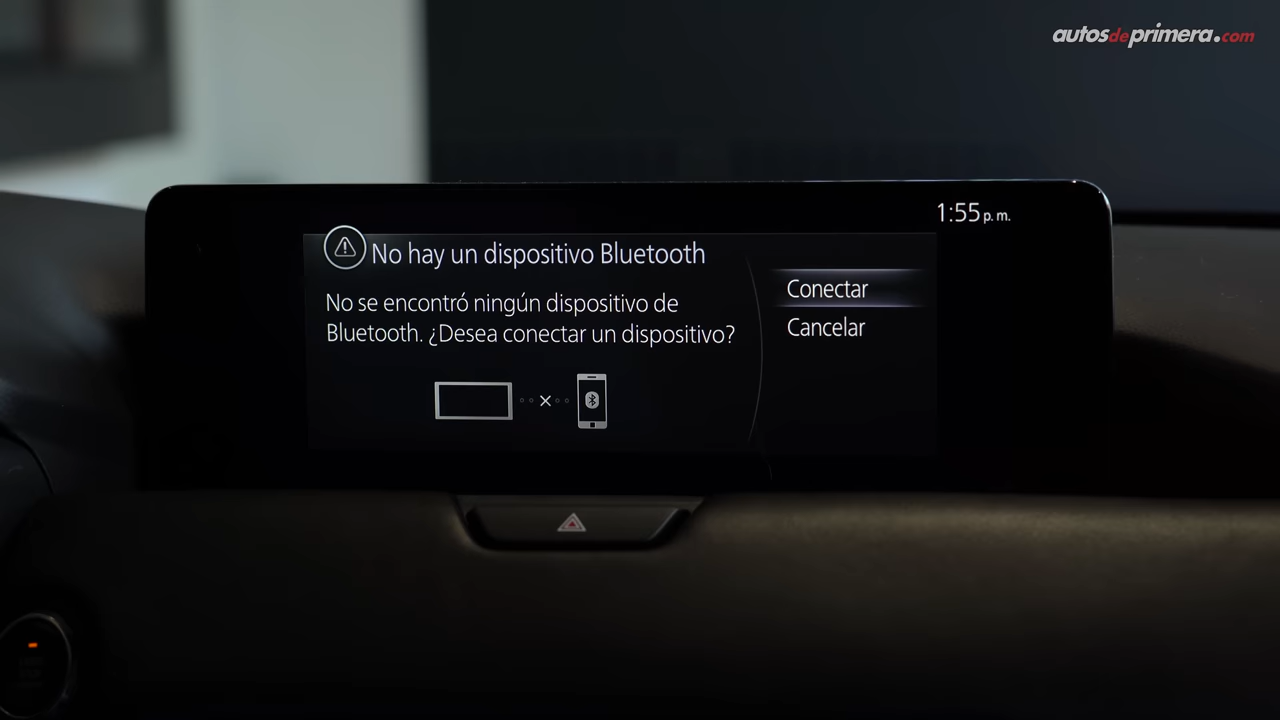 autosdeprimera.com
1:55 p. m.
No hay un dispositivo Bluetooth
No se encontró ningún dispositivo de
Bluetooth. ¿Desea conectar un dispositivo?
Conectar
Cancelar